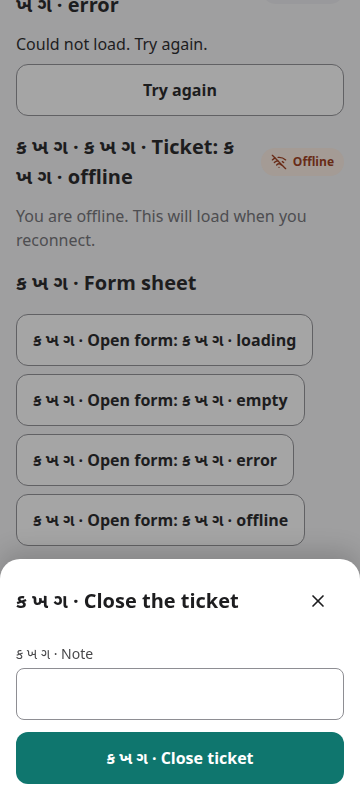 ક ખ ગ · error
Could not load. Try again.
Try again
ક ખ ગ · ક ખ ગ · Ticket: ક
ખ ગ · offline
Offline
You are offline. This will load when you
reconnect.
ક ખ ગ · Form sheet
ક ખ ગ · Open form: ક ખ ગ · loading
ક ખ ગ · Open form: ક ખ ગ · empty
ક ખ ગ · Open form: ક ખ ગ · error
ક ખ ગ · Open form: ક ખ ગ · offline
ક ખ ગ · Close the ticket
ક ખ ગ · Note
ક ખ ગ · Close ticket